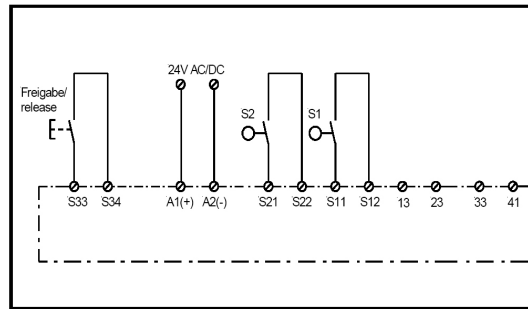 24V AC/DC
Freigabe/
release
S2
S1
S33 S34 A1(+) A2(-) S21 S22 S11 S12 13 23 33 41